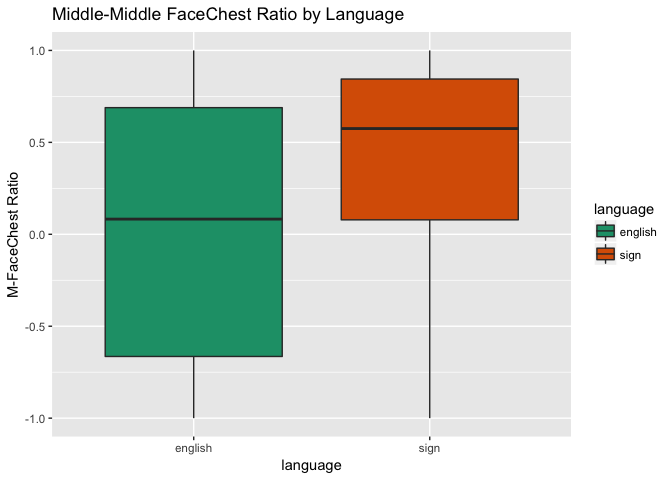 Middle-Middle FaceChest Ratio by Language
M-FaceChest Ratio
1.0
0.5
0.0
-0.5
-1.0
english
sign
language
language
english
sign